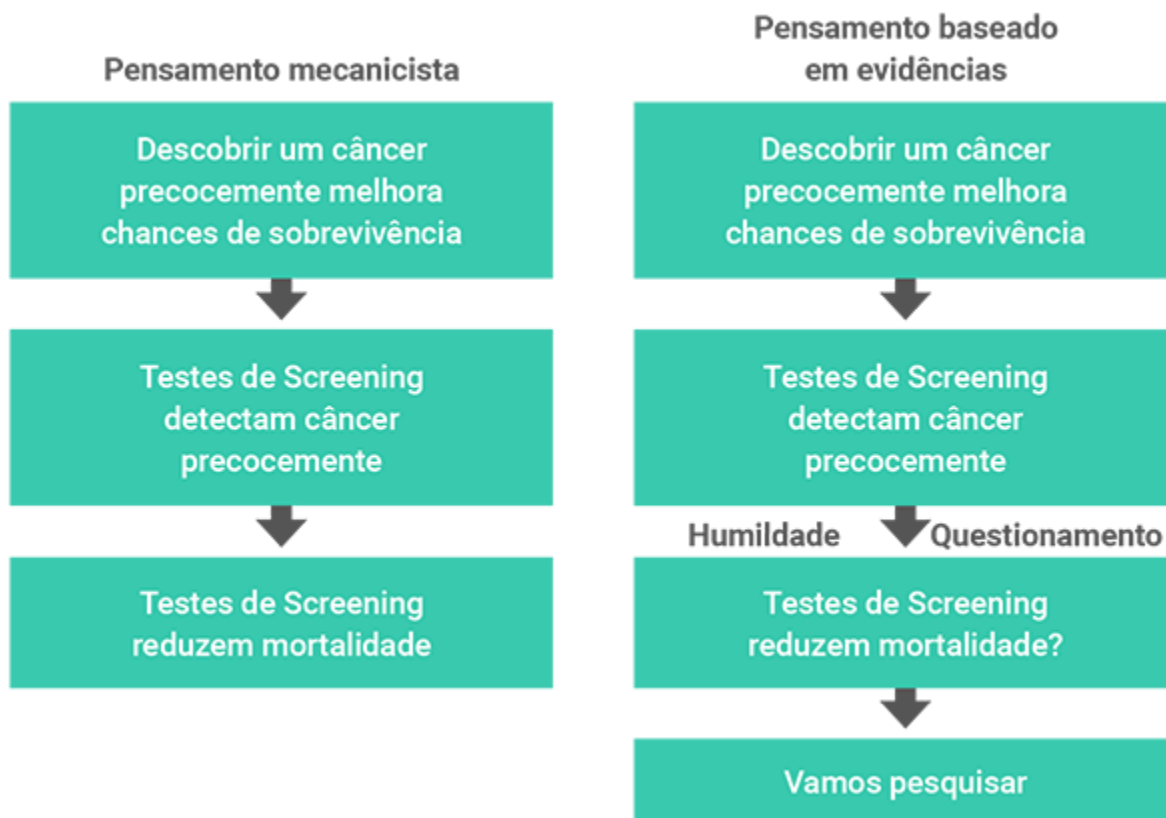 Pensamento mecanicista
Descobrir um câncer
precocemente melhora
chances de sobrevivência
Testes de Screening
detectam câncer
precocemente
Testes de Screening
reduzem mortalidade
Pensamento baseado
em evidências
Descobrir um câncer
precocemente melhora
chances de sobrevivência
Testes de Screening
detectam câncer
precocemente
Humildade Questionamento
Testes de Screening
reduzem mortalidade?
Vamos pesquisar